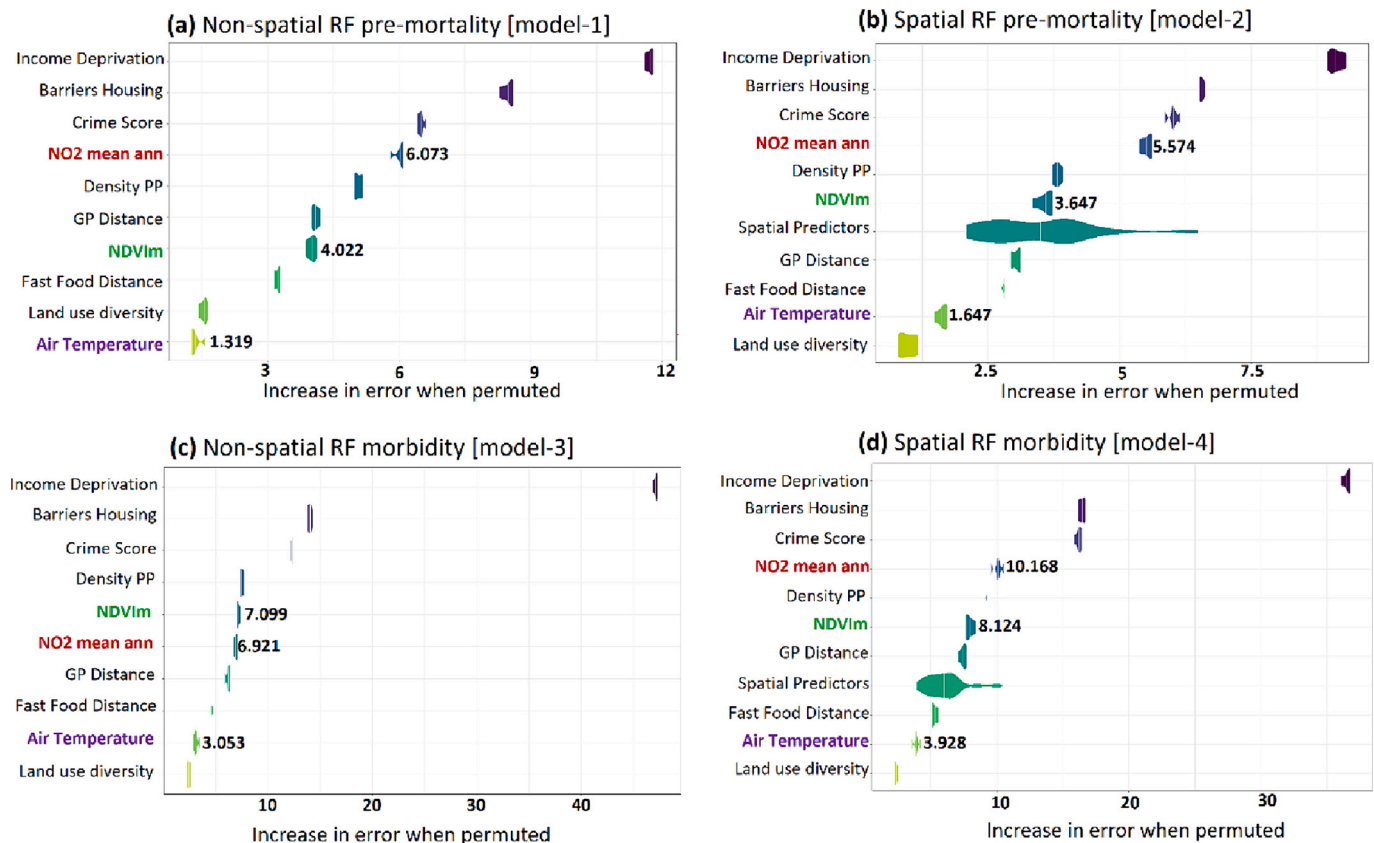 (a) Non-spatial RF pre-mortality [model-1]
Income Deprivation
Barriers Housing
Crime Score
NO2 mean ann
6.073
Density PP
GP Distance
NDVIm
4.022
Fast Food Distance
Land use diversity
Air Temperature
1.319
3 6 9 12
Increase in error when permuted
(b) Spatial RF pre-mortality [model-2]
Income Deprivation
Barriers Housing
Crime Score
NO2 mean ann
5.574
Density PP
NDVIm
3.647
Spatial Predictors
GP Distance
Fast Food Distance
Air Temperature
1.647
Land use diversity
2.5 5 7.5
Increase in error when permuted
(c) Non-spatial RF morbidity [model-3]
Income Deprivation
Barriers Housing
Crime Score
Density PP
NDVIm
7.099
NO2 mean ann
6.921
GP Distance
Fast Food Distance
Air Temperature
3.053
Land use diversity
10 20 30 40
Increase in error when permuted
(d) Spatial RF morbidity [model-4]
Income Deprivation
Barriers Housing
Crime Score
NO2 mean ann
10.168
Density PP
NDVIm
8.124
GP Distance
Spatial Predictors
Fast Food Distance
Air Temperature
3.928
Land use diversity
10 20 30
Increase in error when permuted